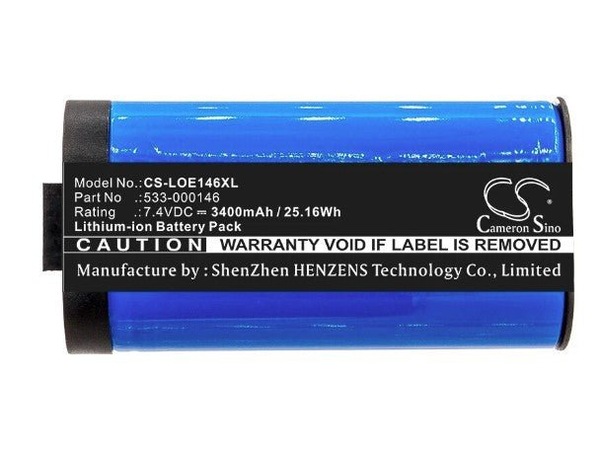 Model No.:CS-LOE146XL
Part No .:533-000146
Rating .:7.4VDC ⎓ 3400mAh / 25.16Wh
Lithium-ion Battery Pack
CS
Cameron Sino
CAUTION WARRANTY VOID IF LABEL IS REMOVED
Manufacture by : ShenZhen HENZENS Technology Co., Limited